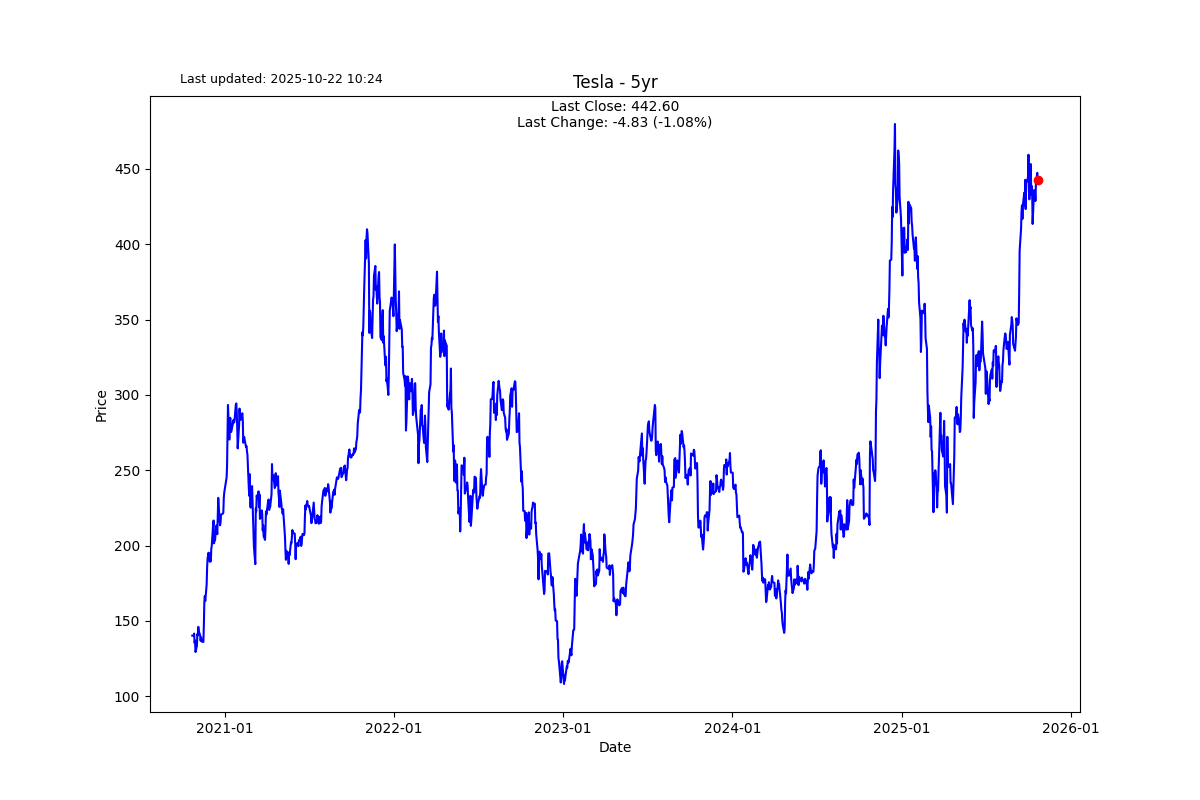 Last updated: 2025-10-22 10:24
Tesla - 5yr
Last Close: 442.60
Last Change: -4.83 (-1.08%)
450
400
350
300
250
200
150
100
Price
2021-01
2022-01
2023-01
2024-01
2025-01
2026-01
Date